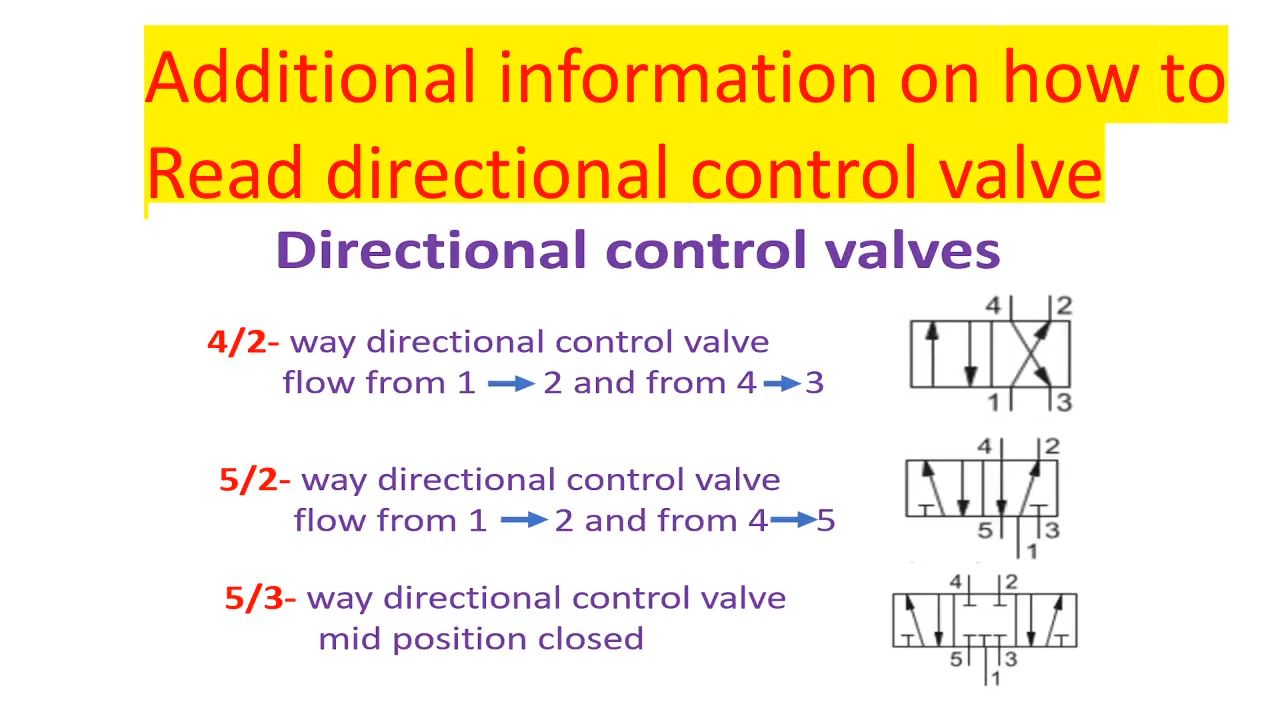 Additional information on how to
Read directional control valve
Directional control valves
4/2- way directional control valve
flow from 1 → 2 and from 4 → 3
4 2
1 3
5/2- way directional control valve
flow from 1 → 2 and from 4 → 5
4 2
5 3
1
5/3- way directional control valve
mid position closed
4 2
5 3
1